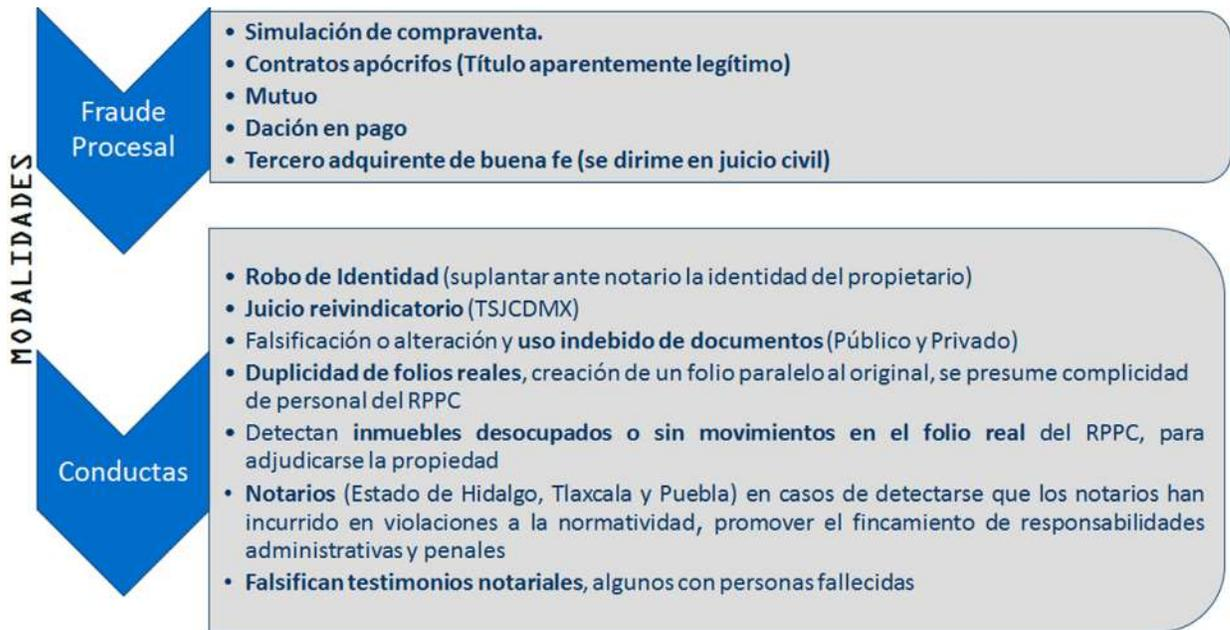 MODALIDADES
Fraude
Procesal
• Simulación de compraventa.
• Contratos apócrifos (Título aparentemente legítimo)
• Mutuo
• Dación en pago
• Tercero adquirente de buena fe (se dirime en juicio civil)
Conductas
• Robo de Identidad (suplantar ante notario la identidad del propietario)
• Juicio reivindicatorio (TSJCDMX)
• Falsificación o alteración y uso indebido de documentos (Público y Privado)
• Duplicidad de folios reales, creación de un folio paralelo al original, se presume complicidad
de personal del RPPC
• Detectan inmuebles desocupados o sin movimientos en el folio real del RPPC, para
adjudicarse la propiedad
• Notarios (Estado de Hidalgo, Tlaxcala y Puebla) en casos de detectarse que los notarios han
incurrido en violaciones a la normatividad, promover el fincamiento de responsabilidades
administrativas y penales
• Falsifican testimonios notariales, algunos con personas fallecidas